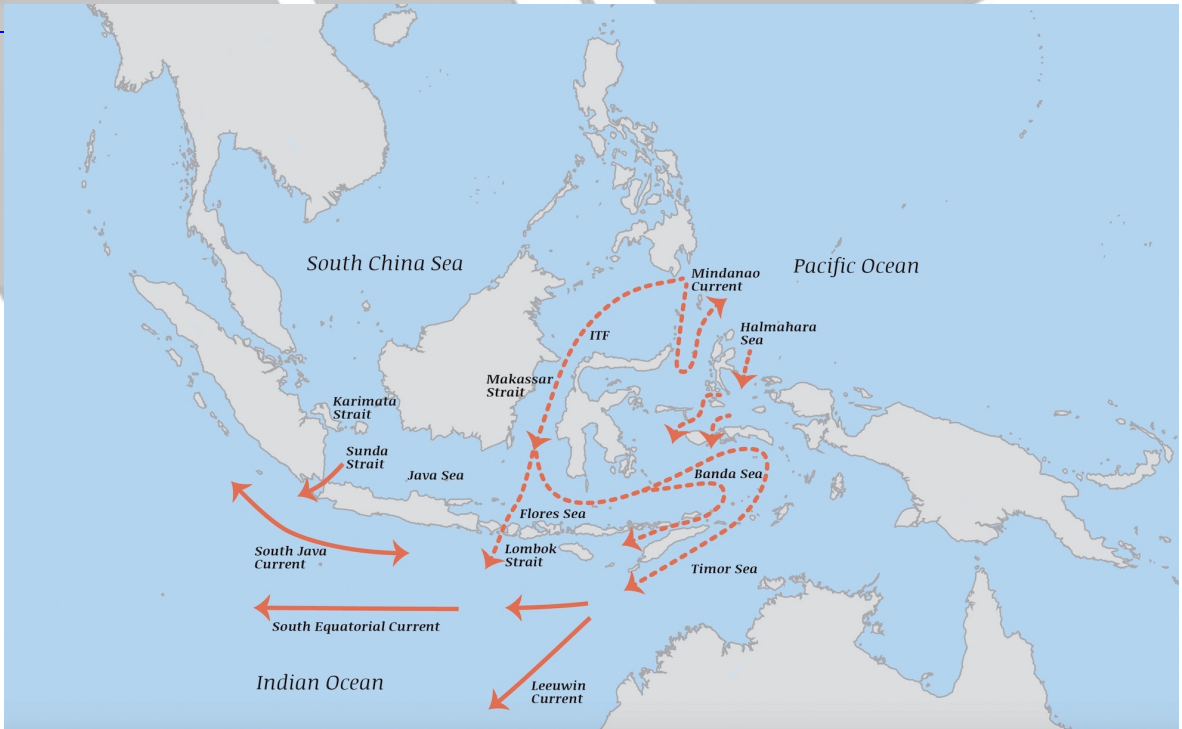 South China Sea
Pacific Ocean
Mindanao
Current
Halmahara
Sea
ITF
Makassar
Strait
Karimata
Strait
Sunda
Strait
Java Sea
Banda Sea
Flores Sea
Lombok
Strait
South Java
Current
Timor Sea
South Equatorial Current
Indian Ocean
Leeuwin
Current